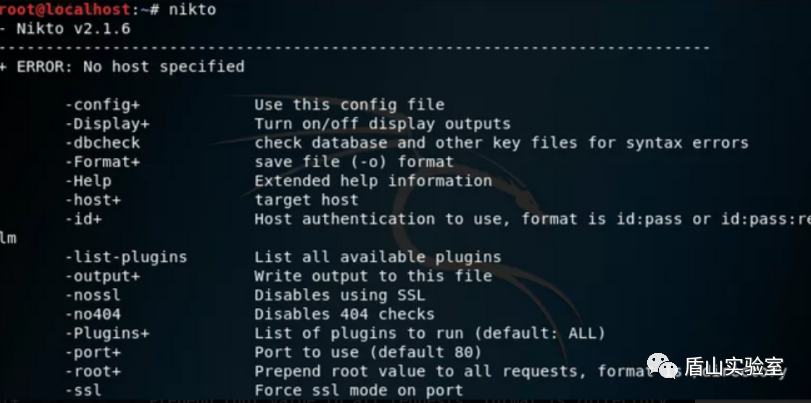 root@localhost:~# nikto
- Nikto v2.1.6
---------------------------------------------------------------------------
+ ERROR: No host specified
-config+ Use this config file
-Display+ Turn on/off display outputs
-dbcheck check database and other key files for syntax errors
-Format+ save file (-o) format
-Help Extended help information
-host+ target host
-id+ Host authentication to use, format is id:pass or id:pass:re
lm
-list-plugins List all available plugins
-output+ Write output to this file
-nossl Disables using SSL
-no404 Disables 404 checks
-Plugins+ List of plugins to run (default: ALL)
-port+ Port to use (default 80)
-root+ Prepend root value to all requests, format
-ssl Force ssl mode on port
盾山实验室